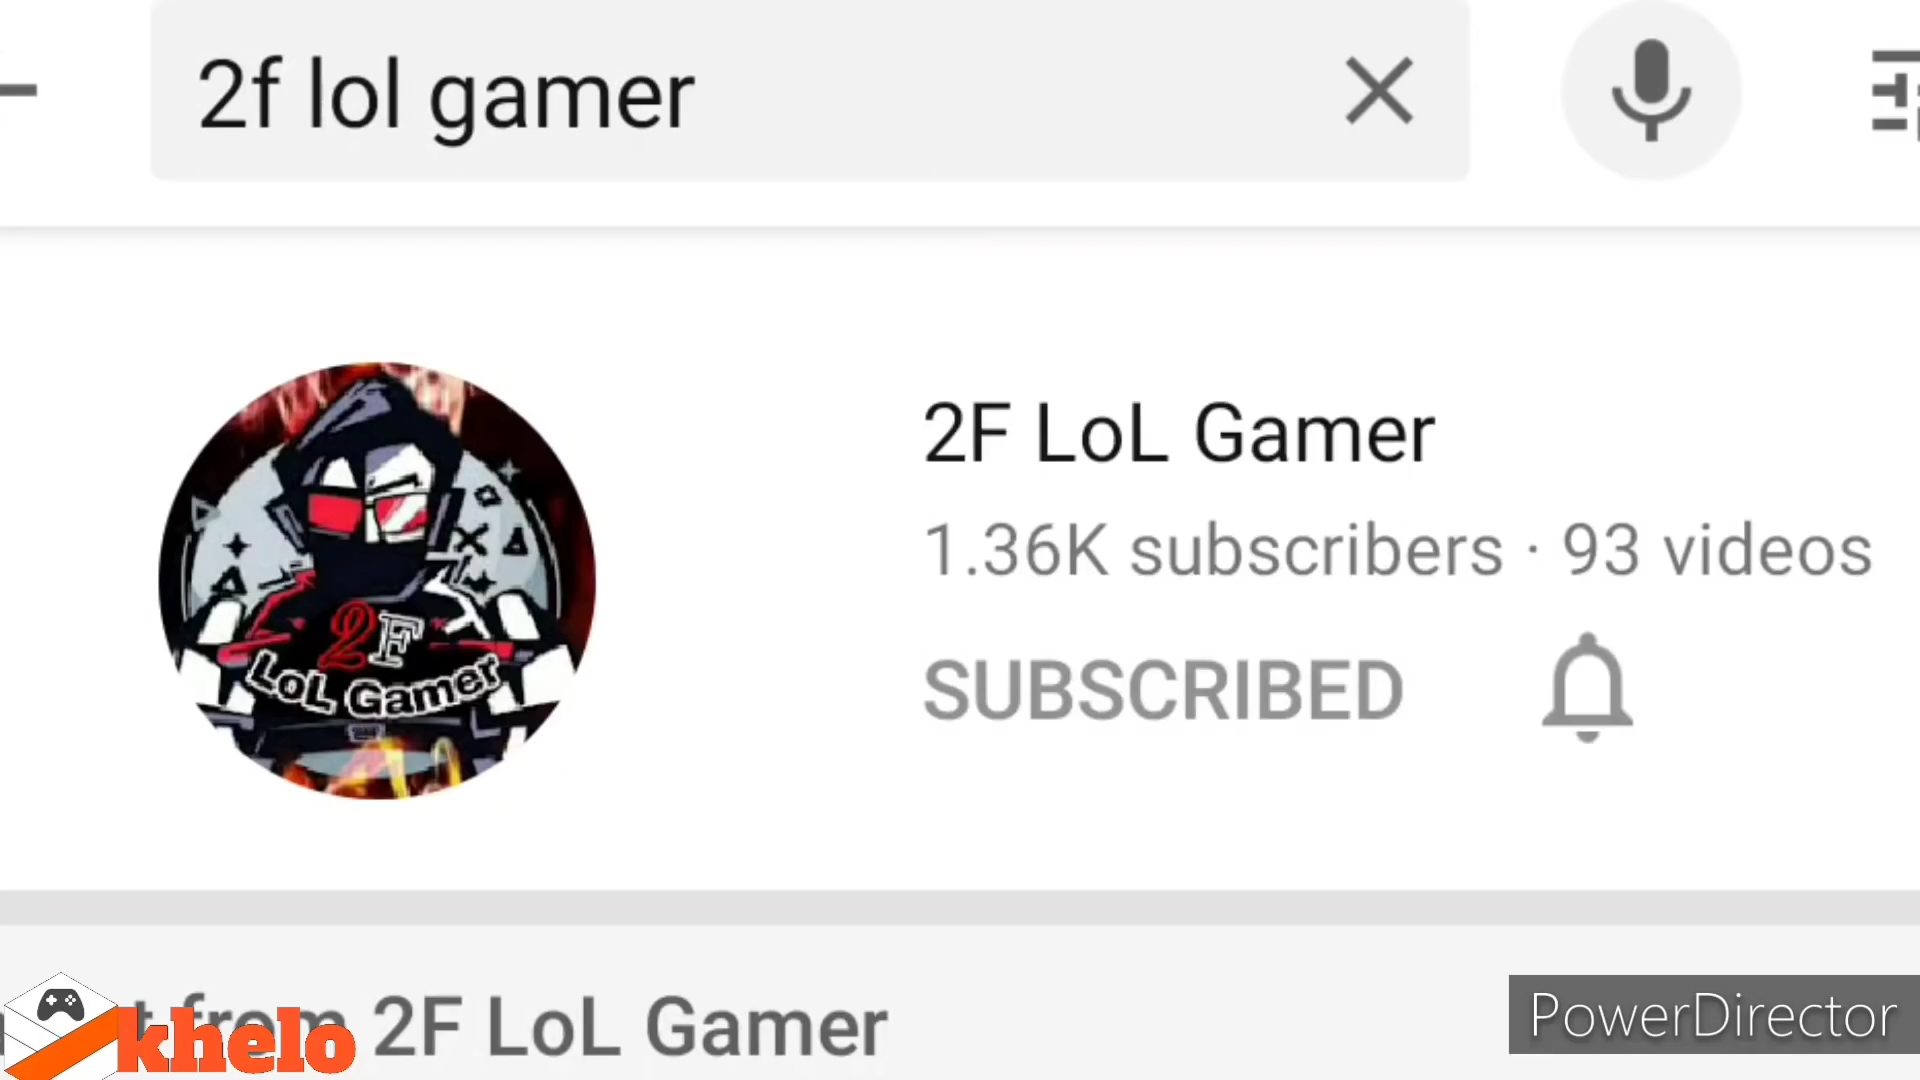 2f lol gamer
2F LoL Gamer
1.36K subscribers · 93 videos
SUBSCRIBED
2F
LoL Gamer
from 2F LoL Gamer
khelo
PowerDirector